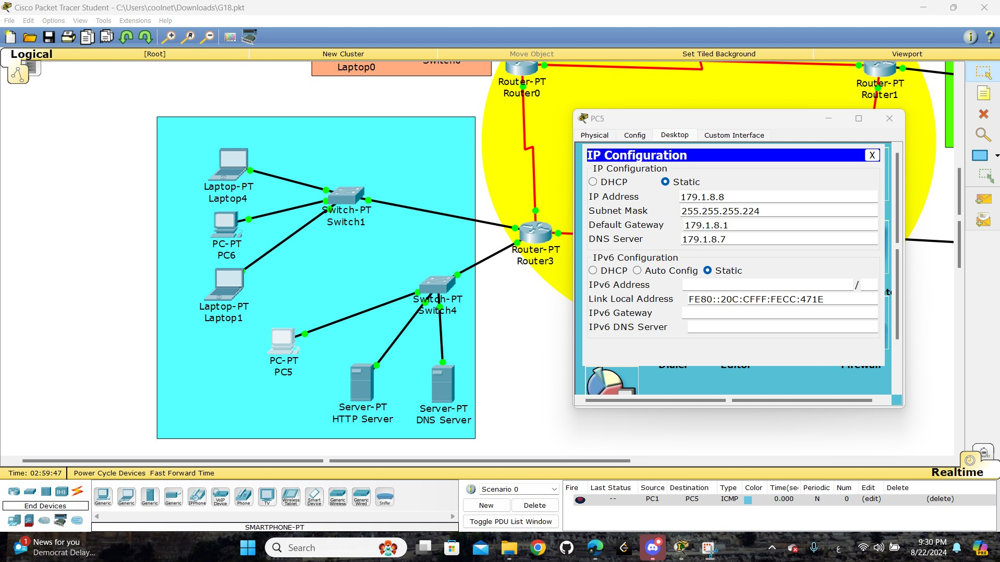 Cisco Packet Tracer Student - C:\Users\coolnet\Downloads\G18.pkt
File Edit Options View Tools Extensions Help
Logical [Root] New Cluster Move Object Set Tiled Background Viewport
Laptop0
Router-PT
Router0
Router-PT
Router1
Laptop-PT
Laptop4
Switch-PT
Switch1
PC-PT
PC6
Router-PT
Router3
Laptop-PT
Laptop1
Switch-PT
Switch4
PC-PT
PC5
Server-PT
HTTP Server
Server-PT
DNS Server
PC5
Physical Config Desktop Custom Interface
IP Configuration X
IP Configuration
DHCP Static
IP Address 179.1.8.8
Subnet Mask 255.255.255.224
Default Gateway 179.1.8.1
DNS Server 179.1.8.7
IPv6 Configuration
DHCP Auto Config Static
IPv6 Address /
Link Local Address FE80::20C:CFFF:FECC:471E
IPv6 Gateway
IPv6 DNS Server
Dialer Editor Firewall
Time: 02:59:47 Power Cycle Devices Fast Forward Time Realtime
End Devices
Generic Generic Generic Generic IPPhone VoIP Device Phone TV Wireless Tablet Smart Device Generic Wireless Generic Wired Sniffer
SMARTPHONE-PT
Scenario 0
New Delete
Toggle PDU List Window
Fire Last Status Source Destination Type Color Time(sec Periodic Num Edit Delete
-- PC1 PC5 ICMP 0.000 N 0 (edit) (delete)
1 News for you
Democrat Delay...
Search
ع
9:30 PM
8/22/2024
PRE